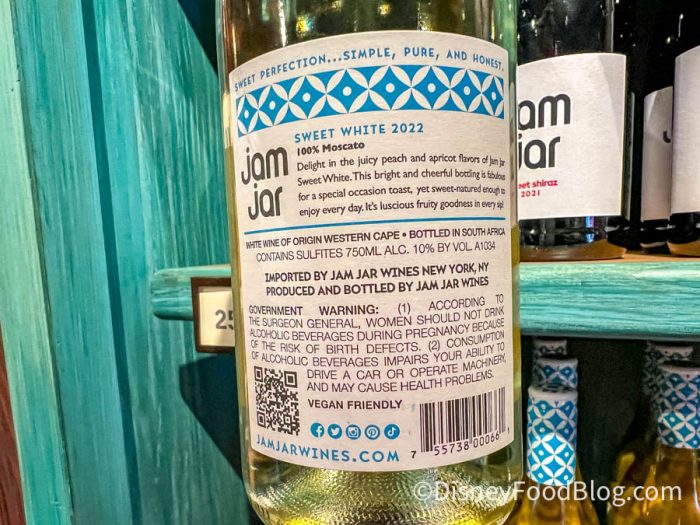 SWEET PERFECTION...SIMPLE, PURE, AND HONEST.
SWEET WHITE 2022
100% Moscato
jam
jar
Delight in the juicy peach and apricot flavors of Jam Jar
Sweet White. This bright and cheerful bottling is fabulous
for a special occasion toast, yet sweet-natured enough to
enjoy every day. It's luscious fruity goodness in every sip!
WHITE WINE OF ORIGIN WESTERN CAPE • BOTTLED IN SOUTH AFRICA
CONTAINS SULFITES 750ML ALC. 10% BY VOL. A1034
IMPORTED BY JAM JAR WINES NEW YORK, NY
PRODUCED AND BOTTLED BY JAM JAR WINES
GOVERNMENT WARNING: (1) ACCORDING TO
THE SURGEON GENERAL, WOMEN SHOULD NOT DRINK
ALCOHOLIC BEVERAGES DURING PREGNANCY BECAUSE
OF THE RISK OF BIRTH DEFECTS. (2) CONSUMPTION
OF ALCOHOLIC BEVERAGES IMPAIRS YOUR ABILITY TO
DRIVE A CAR OR OPERATE MACHINERY,
AND MAY CAUSE HEALTH PROBLEMS.
VEGAN FRIENDLY
JAMJARWINES.COM
7 55738 00066 1
jam
jar
eet shiraz
2021
25
©DisneyFoodBlog.com